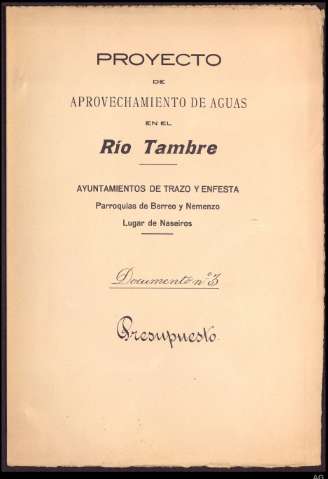 PROYECTO
DE
APROVECHAMIENTO DE AGUAS
EN EL
Río Tambre
AYUNTAMIENTOS DE TRAZO Y ENFESTA
Parroquias de Berreo y Nemenzo
Lugar de Naseiros
Documento nº 3
Presupuesto.
AG